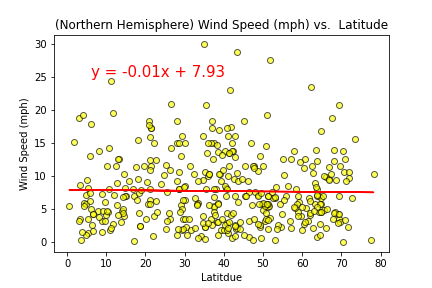 (Northern Hemisphere) Wind Speed (mph) vs. Latitude
30
25
20
15
10
5
0
Wind Speed (mph)
y = -0.01x + 7.93
0 10 20 30 40 50 60 70 80
Latitdue